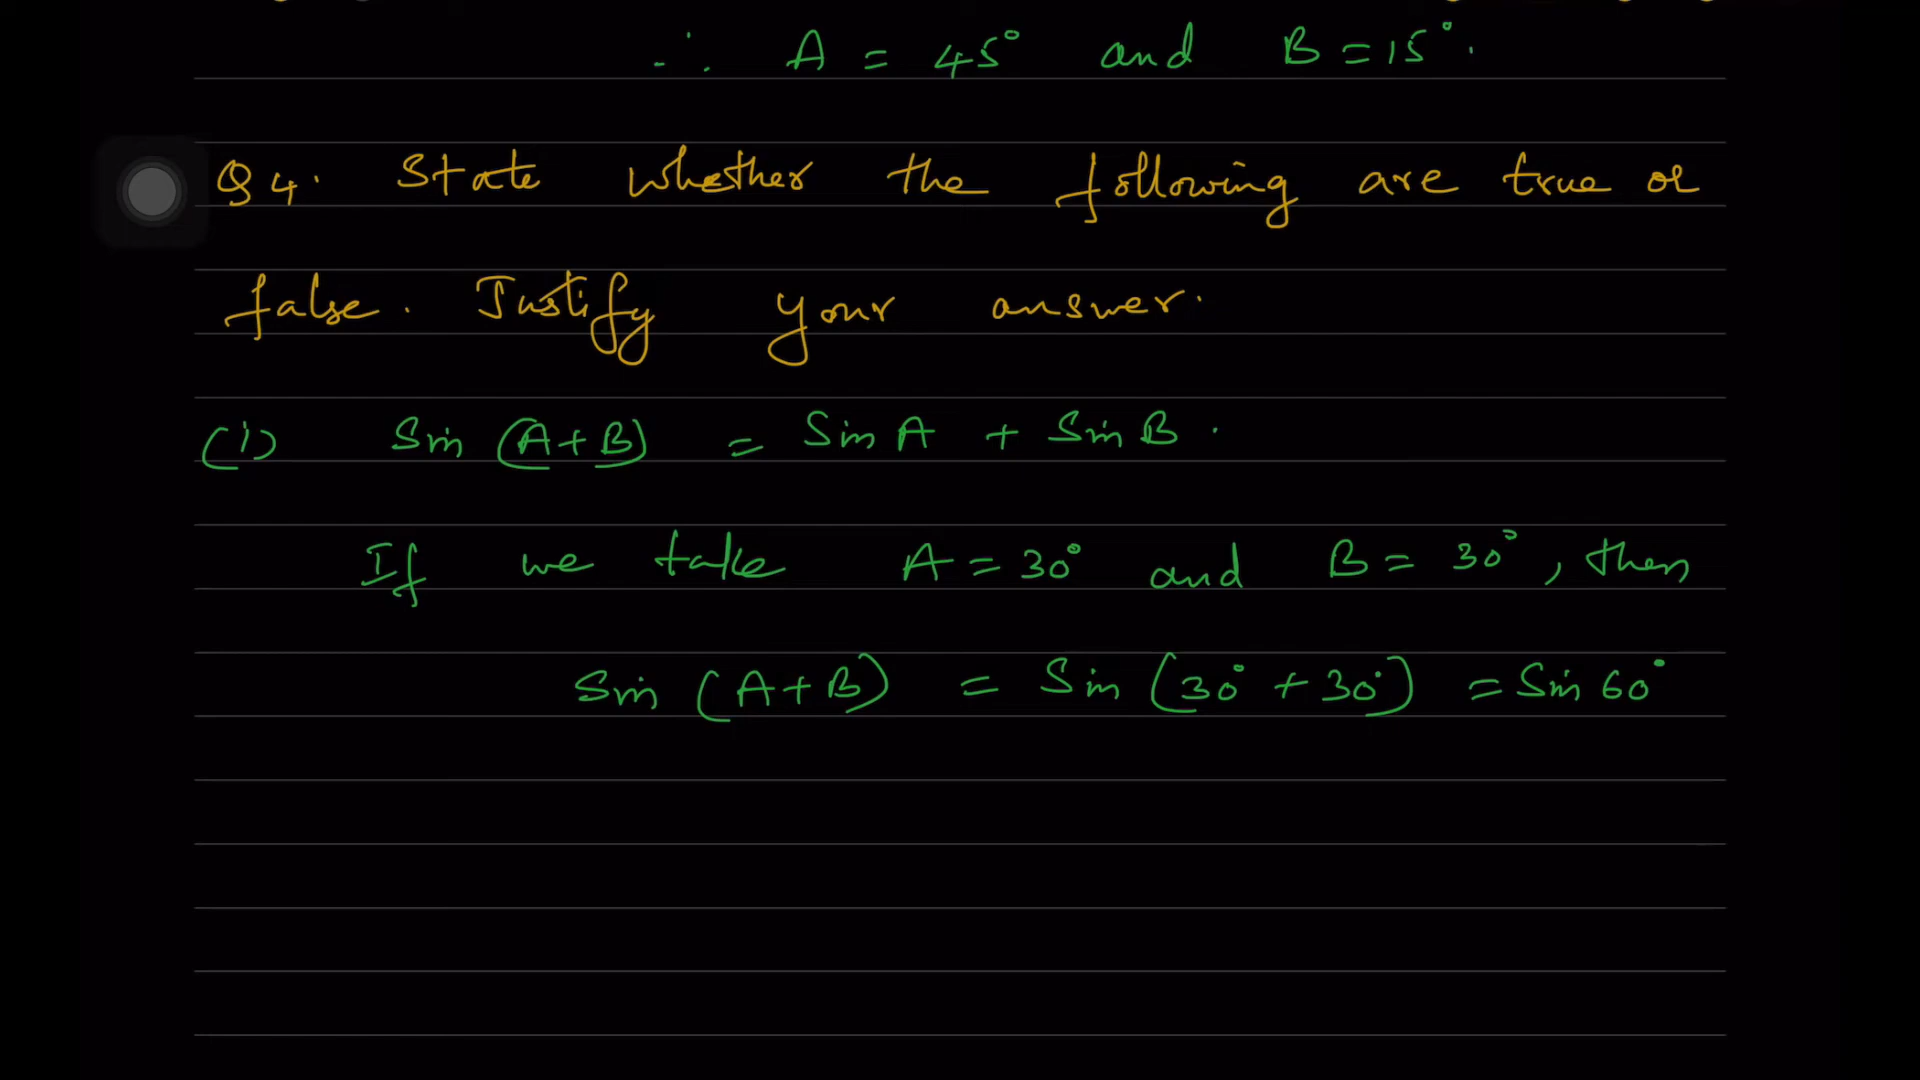 ∴ A = 45° and B = 15°.
Q4. State whether the following are true or
false. Justify your answer.
(i) Sin (A+B) = Sin A + Sin B.
If we take A = 30° and B = 30°, then
Sin (A+B) = Sin (30° + 30°) = Sin 60°